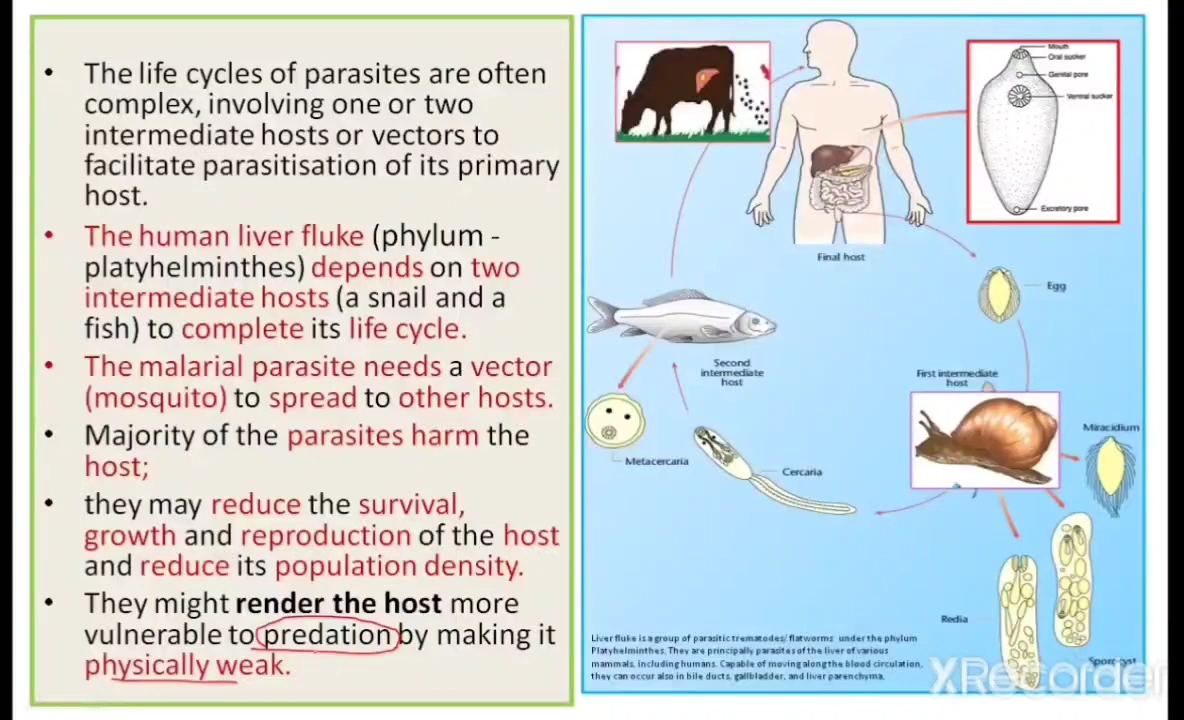 • The life cycles of parasites are often
complex, involving one or two
intermediate hosts or vectors to
facilitate parasitisation of its primary
host.
• The human liver fluke (phylum -
platyhelminthes) depends on two
intermediate hosts (a snail and a
fish) to complete its life cycle.
• The malarial parasite needs a vector
(mosquito) to spread to other hosts.
• Majority of the parasites harm the
host;
• they may reduce the survival,
growth and reproduction of the host
and reduce its population density.
• They might render the host more
vulnerable to predation by making it
physically weak.
Mouth
Oral sucker
Genital pore
Ventral sucker
Excretory pore
Final host
Egg
Second
intermediate
host
First intermediate
host
Miracidium
Metacercaria
Cercaria
Redia
Sporocyst
Liver fluke is a group of parasitic trematodes/ flatworms under the phylum
Platyhelminthes. They are principally parasites of the liver of various
mammals, including humans. Capable of moving along the blood circulation,
they can occur also in bile ducts, gallbladder, and liver parenchyma.
XRecorder